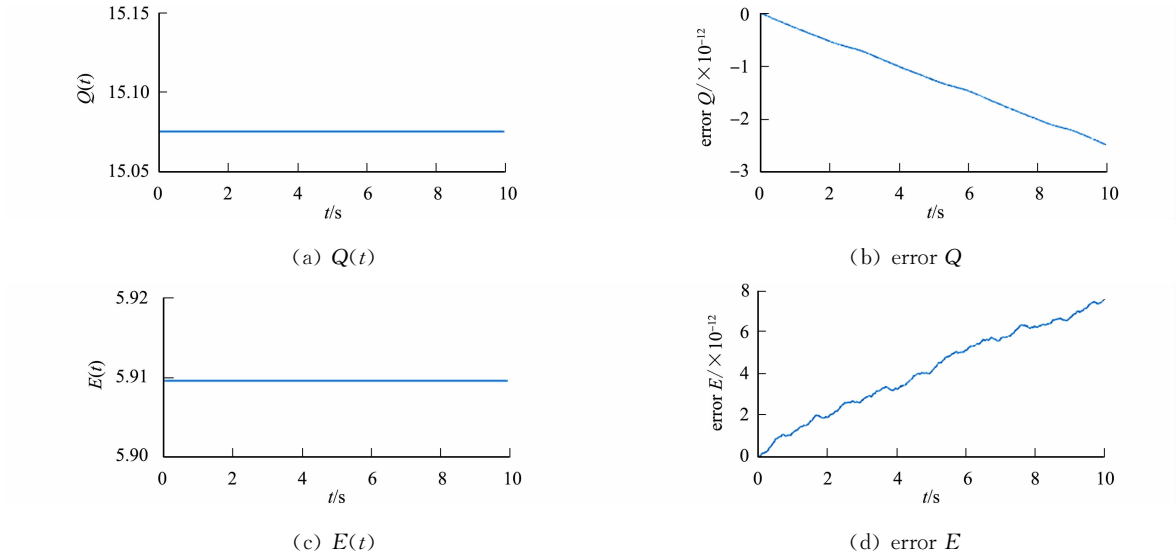 15.15
15.10
15.05
Q(t)
0 2 4 6 8 10
t/s
(a) Q(t)
0
−1
−2
−3
error Q/×10⁻¹²
0 2 4 6 8 10
t/s
(b) error Q
5.92
5.91
5.90
E(t)
0 2 4 6 8 10
t/s
(c) E(t)
8
6
4
2
0
error E/×10⁻¹²
0 2 4 6 8 10
t/s
(d) error E